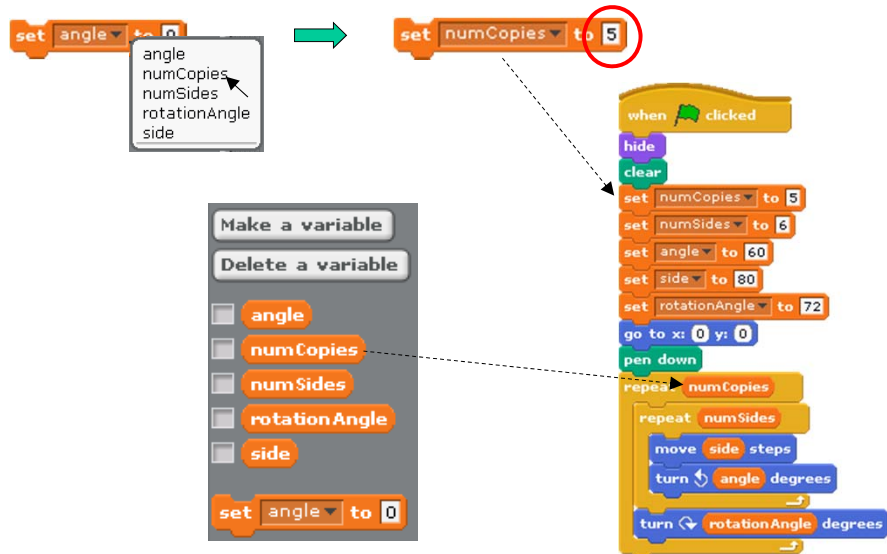 set angle to 0
angle
numCopies
numSides
rotationAngle
side
set numCopies to 5
Make a variable
Delete a variable
angle
numCopies
numSides
rotationAngle
side
set angle to 0
when clicked
hide
clear
set numCopies to 5
set numSides to 6
set angle to 60
set side to 80
set rotationAngle to 72
go to x: 0 y: 0
pen down
repeat numCopies
repeat numSides
move side steps
turn angle degrees
turn rotationAngle degrees